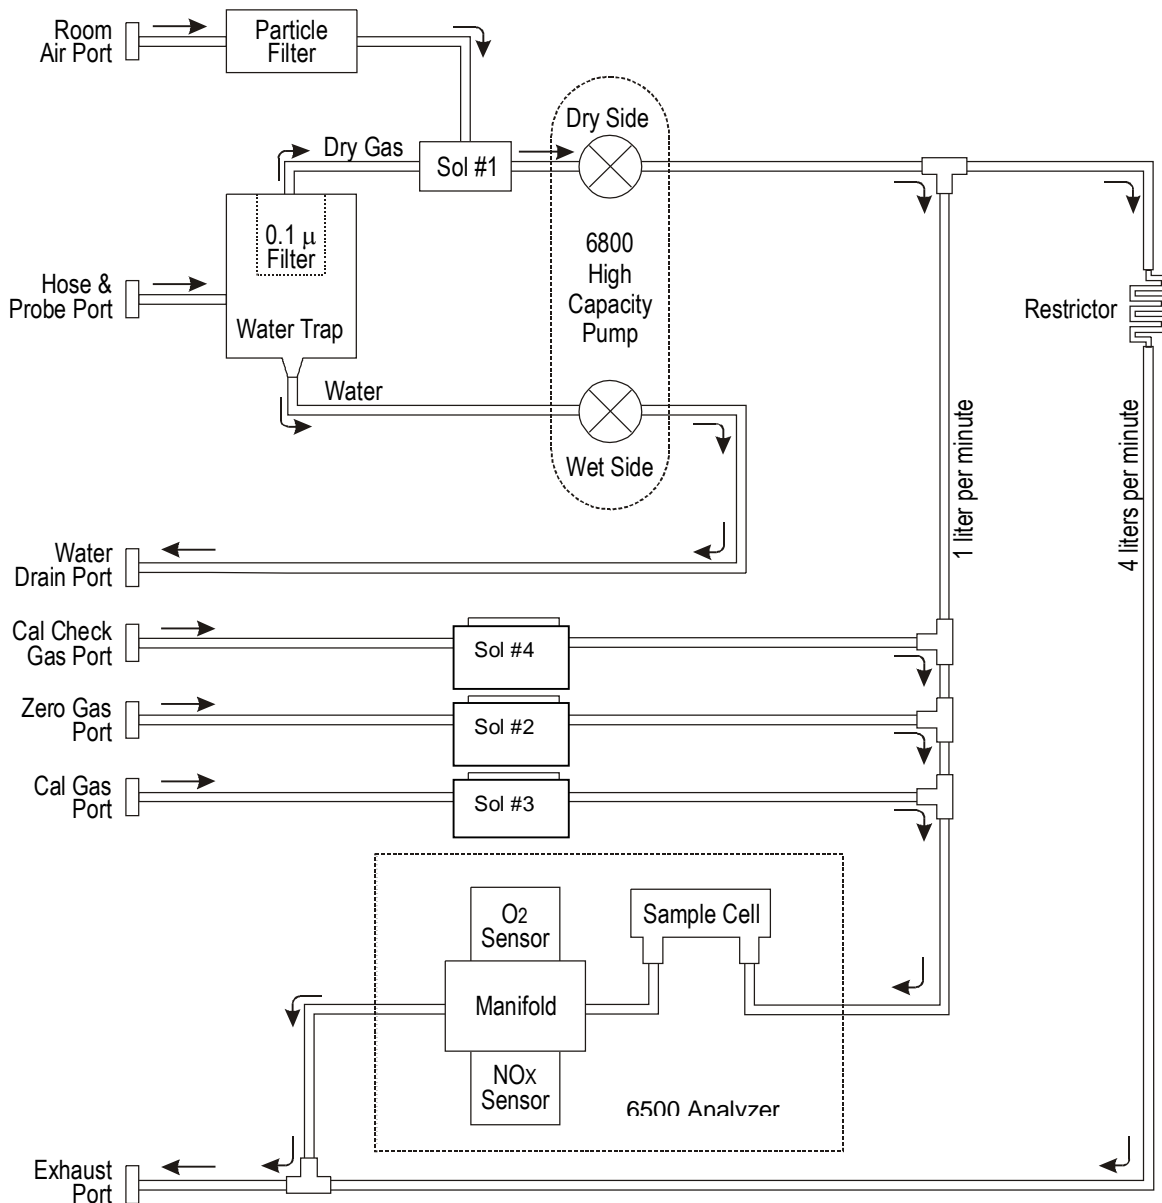 Room
Air Port
Particle
Filter
Dry Side
Dry Gas
Sol #1
0.1 µ
Filter
6800
High
Capacity
Pump
Hose &
Probe Port
Water Trap
Restrictor
Water
Wet Side
1 liter per minute
4 liters per minute
Water
Drain Port
Cal Check
Gas Port
Sol #4
Zero Gas
Port
Sol #2
Cal Gas
Port
Sol #3
O2
Sensor
Sample Cell
Manifold
NOx
Sensor
6500 Analyzer
Exhaust
Port